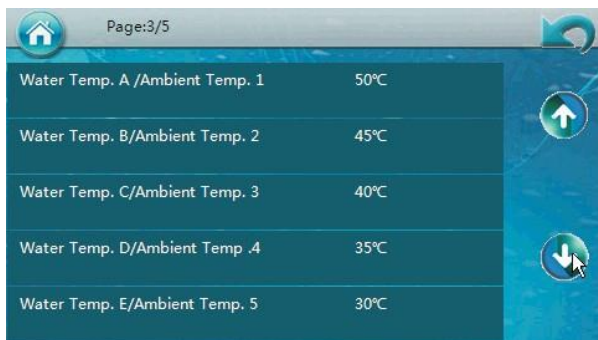 Page:3/5
Water Temp. A /Ambient Temp. 1 50℃
Water Temp. B/Ambient Temp. 2 45℃
Water Temp. C/Ambient Temp. 3 40℃
Water Temp. D/Ambient Temp .4 35℃
Water Temp. E/Ambient Temp. 5 30℃